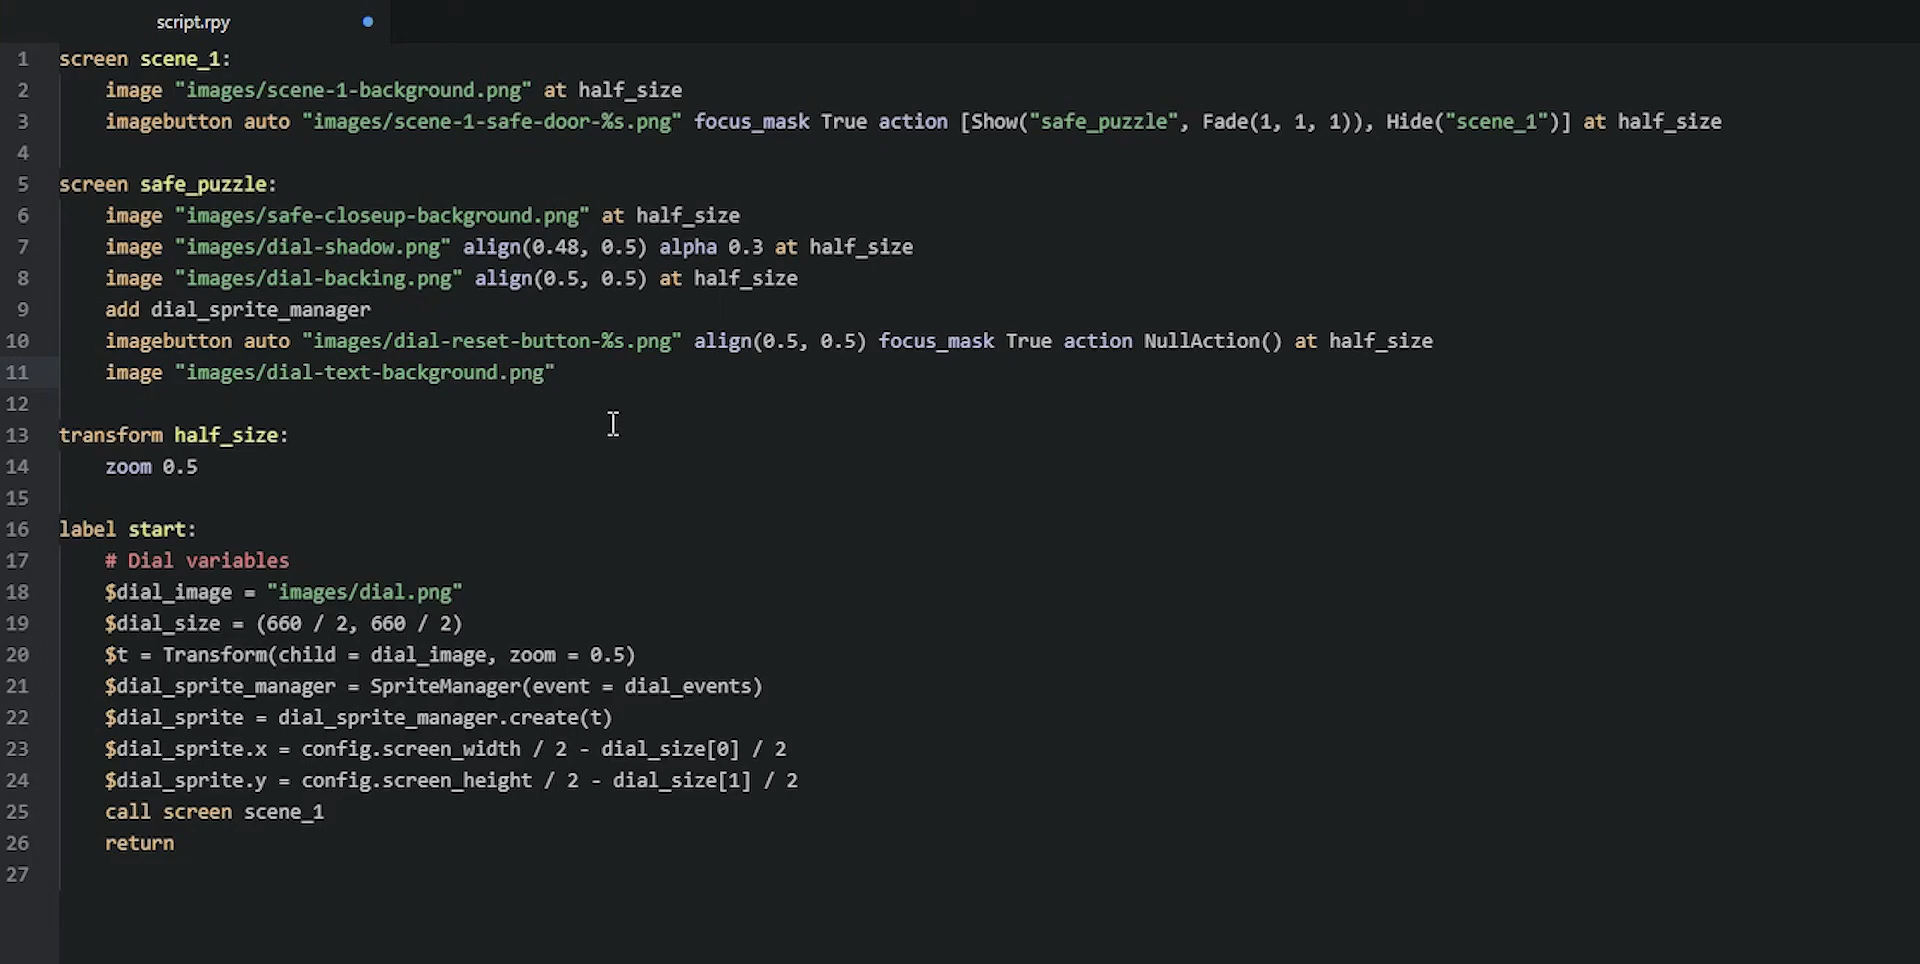 script.rpy
1 screen scene_1:
2     image "images/scene-1-background.png" at half_size
3     imagebutton auto "images/scene-1-safe-door-%s.png" focus_mask True action [Show("safe_puzzle", Fade(1, 1, 1)), Hide("scene_1")] at half_size
4
5 screen safe_puzzle:
6     image "images/safe-closeup-background.png" at half_size
7     image "images/dial-shadow.png" align(0.48, 0.5) alpha 0.3 at half_size
8     image "images/dial-backing.png" align(0.5, 0.5) at half_size
9     add dial_sprite_manager
10     imagebutton auto "images/dial-reset-button-%s.png" align(0.5, 0.5) focus_mask True action NullAction() at half_size
11     image "images/dial-text-background.png"
12
13 transform half_size:
14     zoom 0.5
15
16 label start:
17     # Dial variables
18     $dial_image = "images/dial.png"
19     $dial_size = (660 / 2, 660 / 2)
20     $t = Transform(child = dial_image, zoom = 0.5)
21     $dial_sprite_manager = SpriteManager(event = dial_events)
22     $dial_sprite = dial_sprite_manager.create(t)
23     $dial_sprite.x = config.screen_width / 2 - dial_size[0] / 2
24     $dial_sprite.y = config.screen_height / 2 - dial_size[1] / 2
25     call screen scene_1
26     return
27